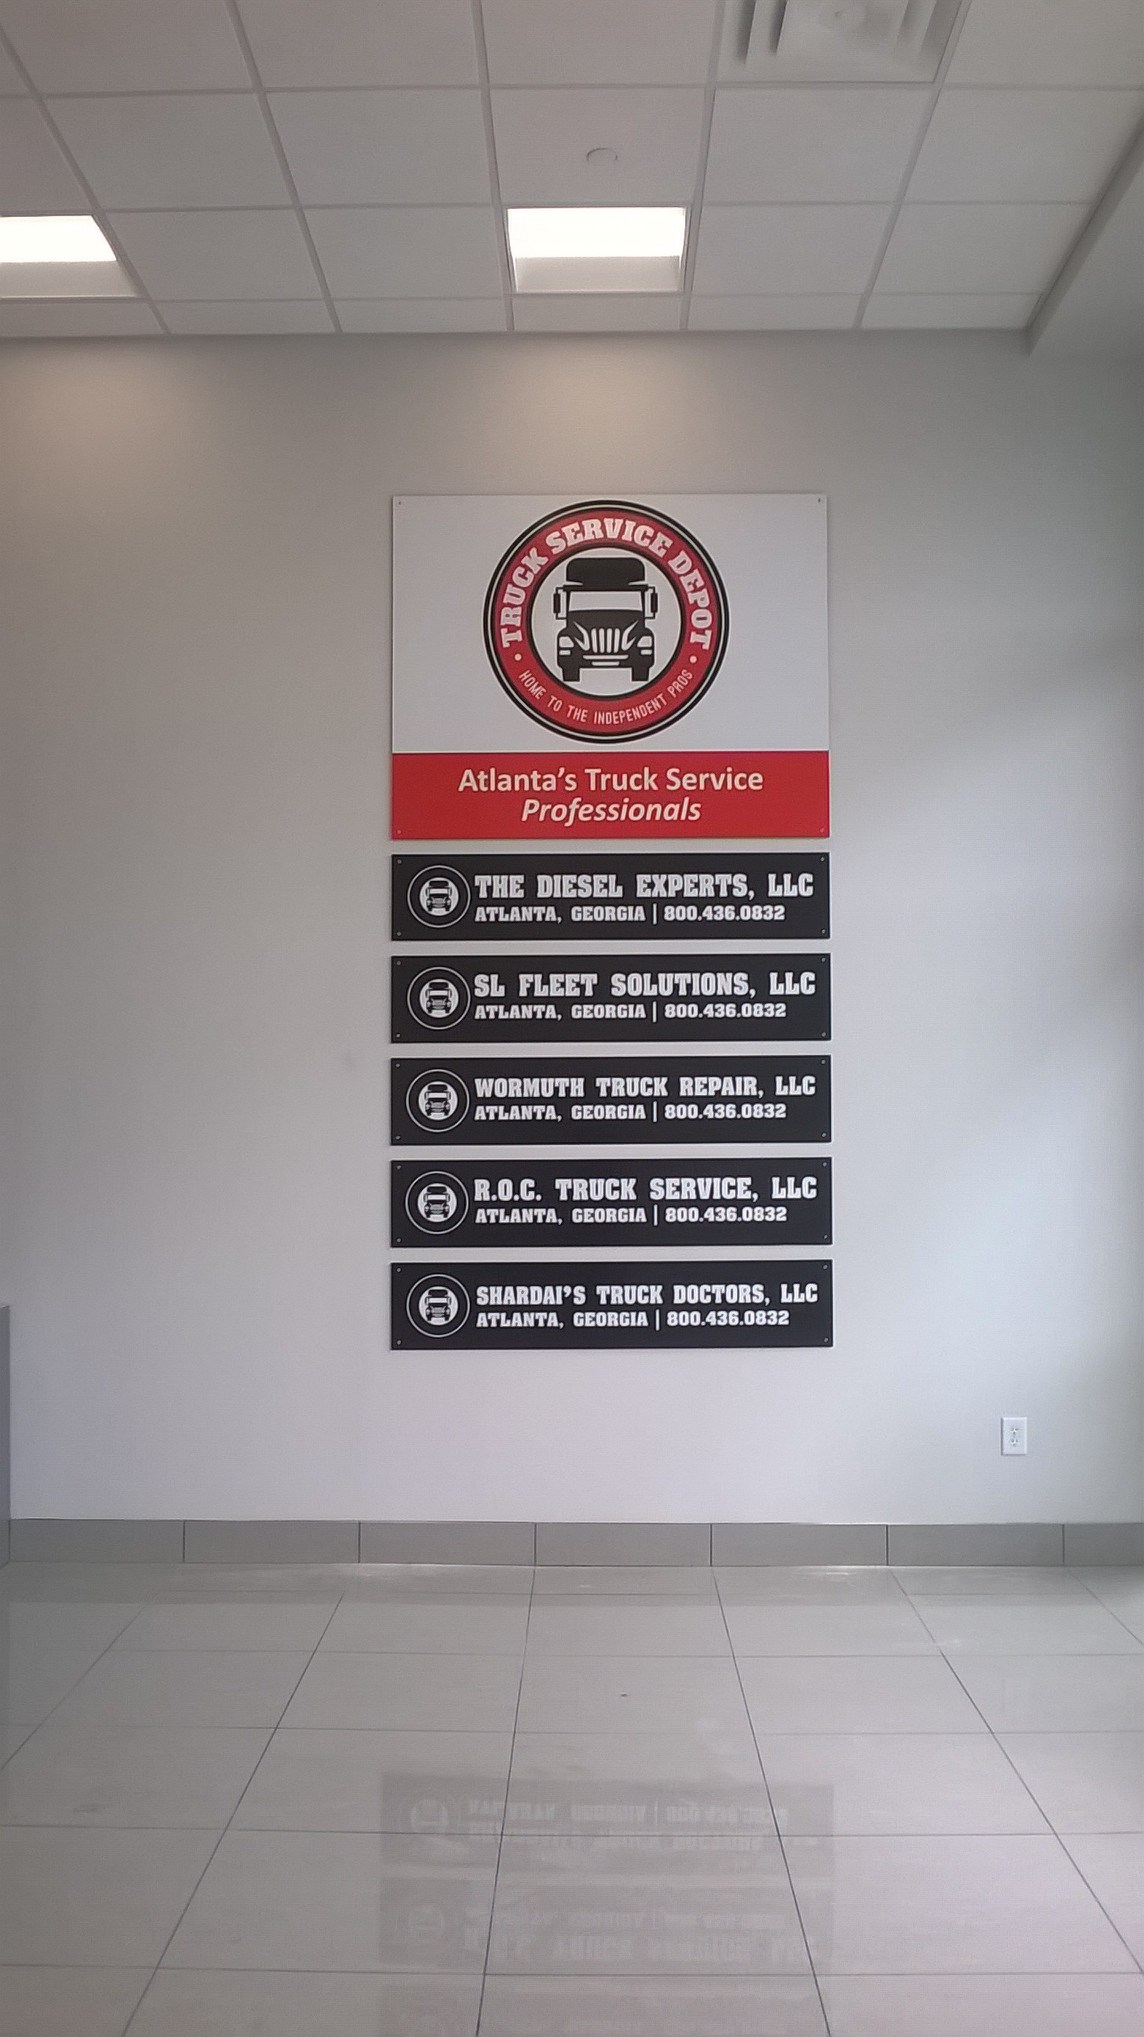 TRUCK SERVICE DEPOT
• HOME TO THE INDEPENDENT PROS •
Atlanta's Truck Service
Professionals
THE DIESEL EXPERTS, LLC
ATLANTA, GEORGIA | 800.436.0832
SL FLEET SOLUTIONS, LLC
ATLANTA, GEORGIA | 800.436.0832
WORMUTH TRUCK REPAIR, LLC
ATLANTA, GEORGIA | 800.436.0832
R.O.C. TRUCK SERVICE, LLC
ATLANTA, GEORGIA | 800.436.0832
SHARDAI'S TRUCK DOCTORS, LLC
ATLANTA, GEORGIA | 800.436.0832